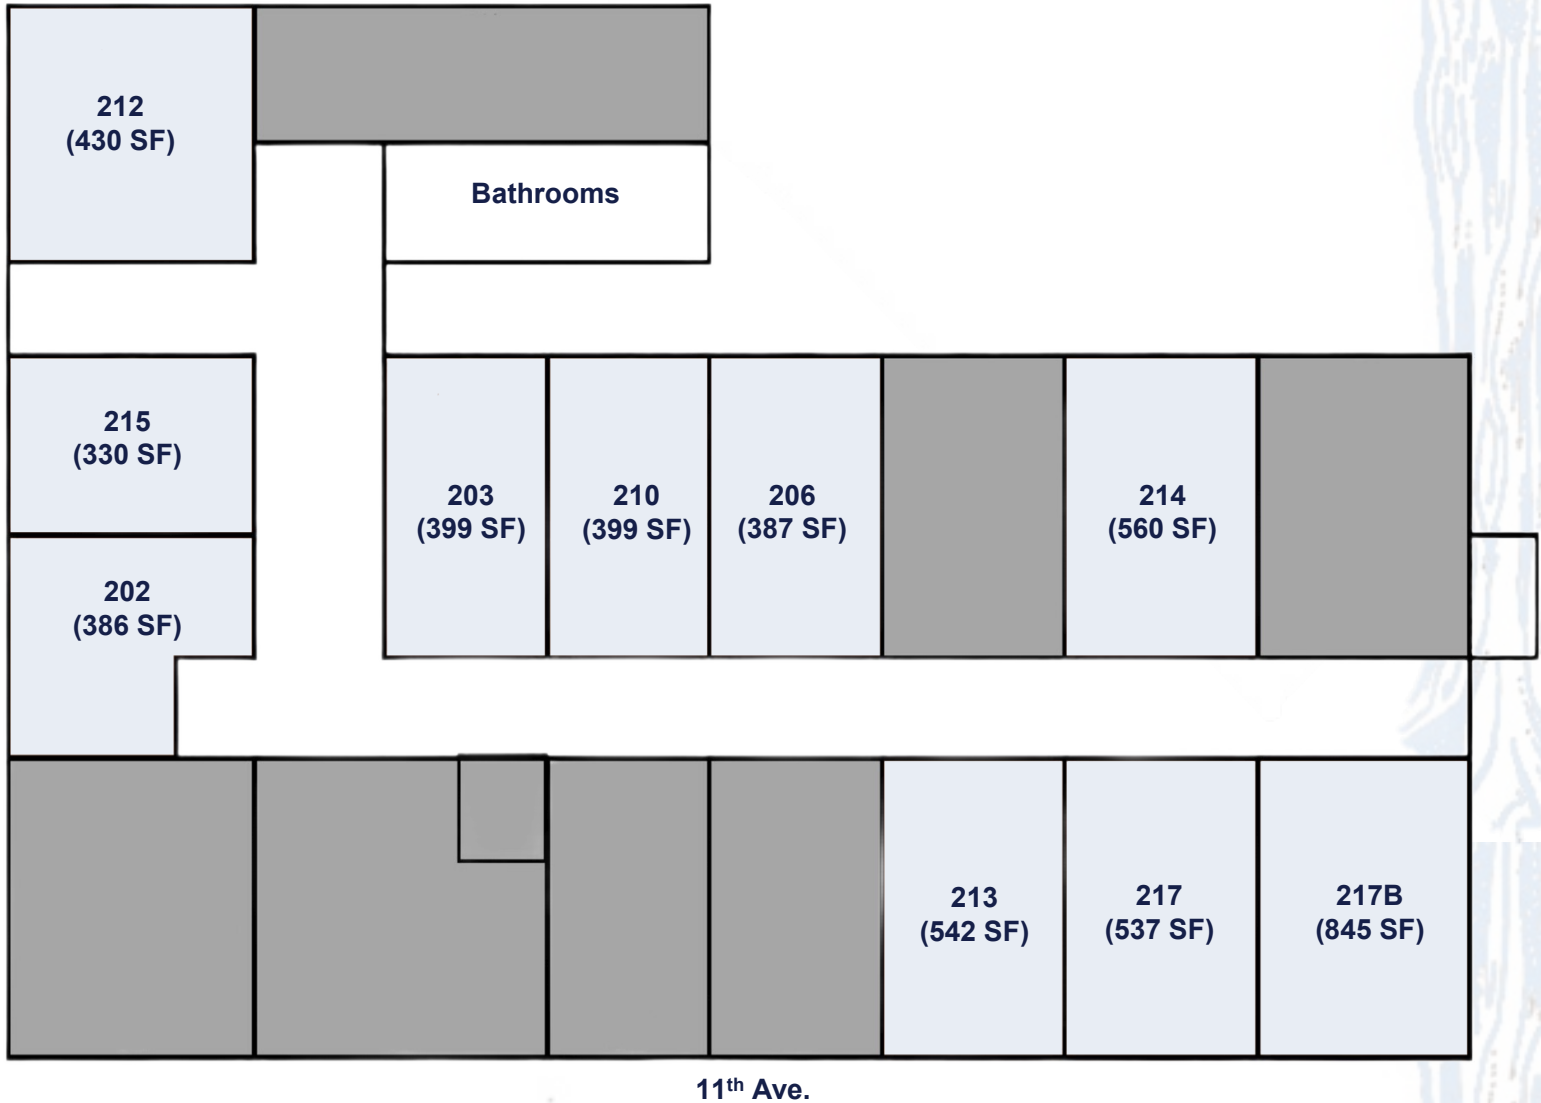 212
(430 SF)
Bathrooms
215
(330 SF)
203
(399 SF)
210
(399 SF)
206
(387 SF)
214
(560 SF)
202
(386 SF)
213
(542 SF)
217
(537 SF)
217B
(845 SF)
11th Ave.